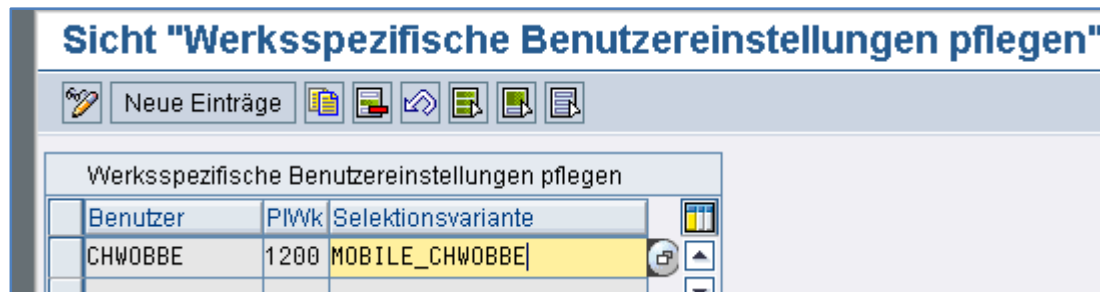 Sicht "Werksspezifische Benutzereinstellungen pflegen"
Neue Einträge
Werksspezifische Benutzereinstellungen pflegen
Benutzer PlWk Selektionsvariante
CHWOBBE 1200 MOBILE_CHWOBBE